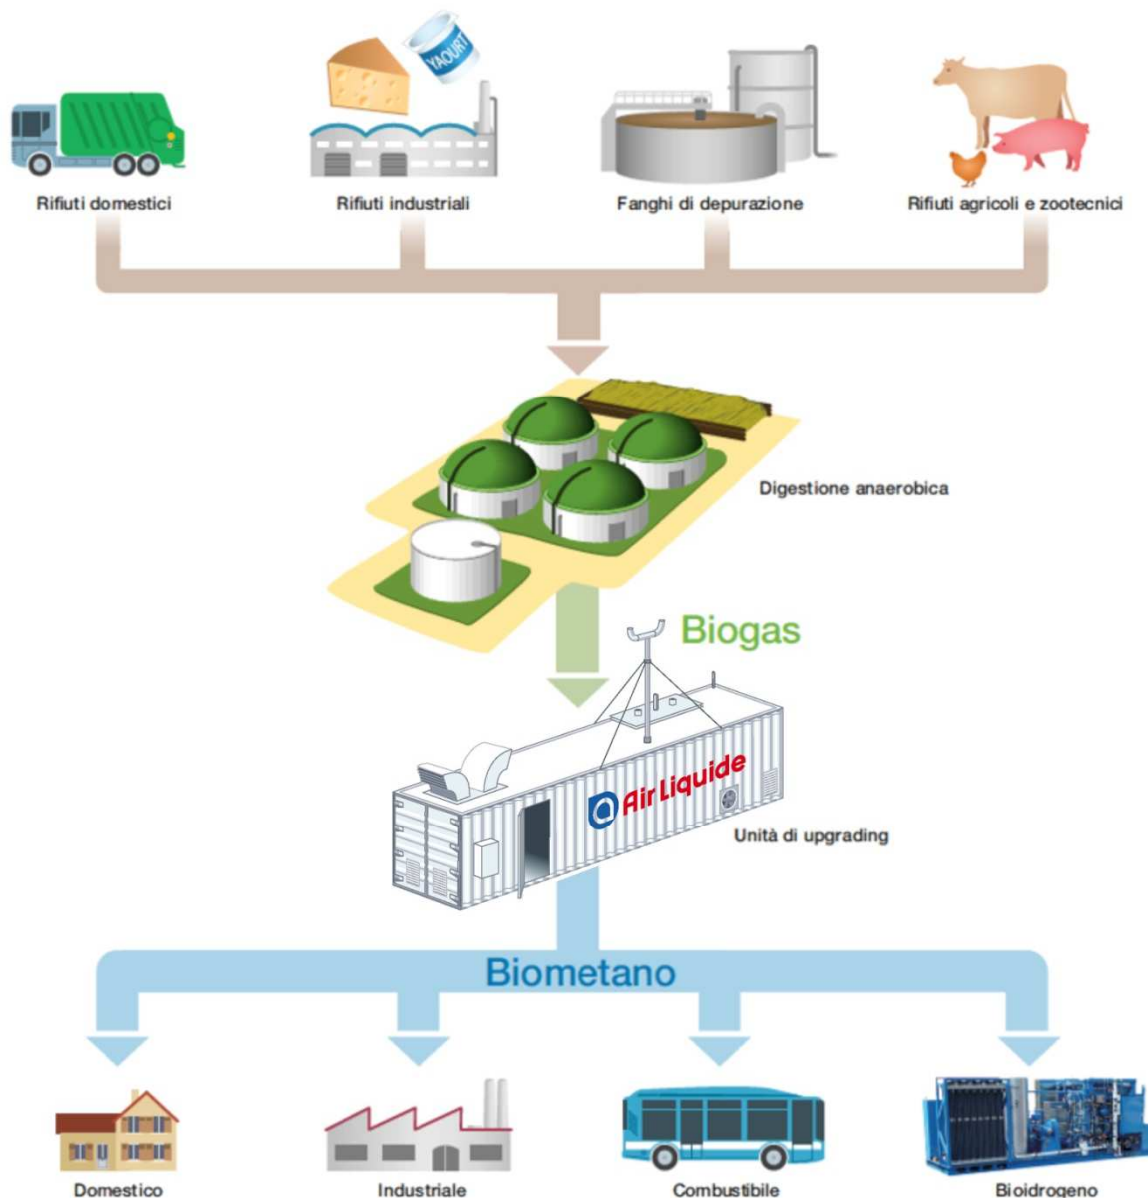 YAOURT
Rifiuti domestici
Rifiuti industriali
Fanghi di depurazione
Rifiuti agricoli e zootecnici
Digestione anaerobica
Biogas
Air Liquide
Unità di upgrading
Biometano
Domestico
Industriale
Combustibile
Bioidrogeno